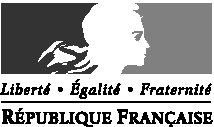 Liberté • Égalité • Fraternité
RÉPUBLIQUE FRANÇAISE